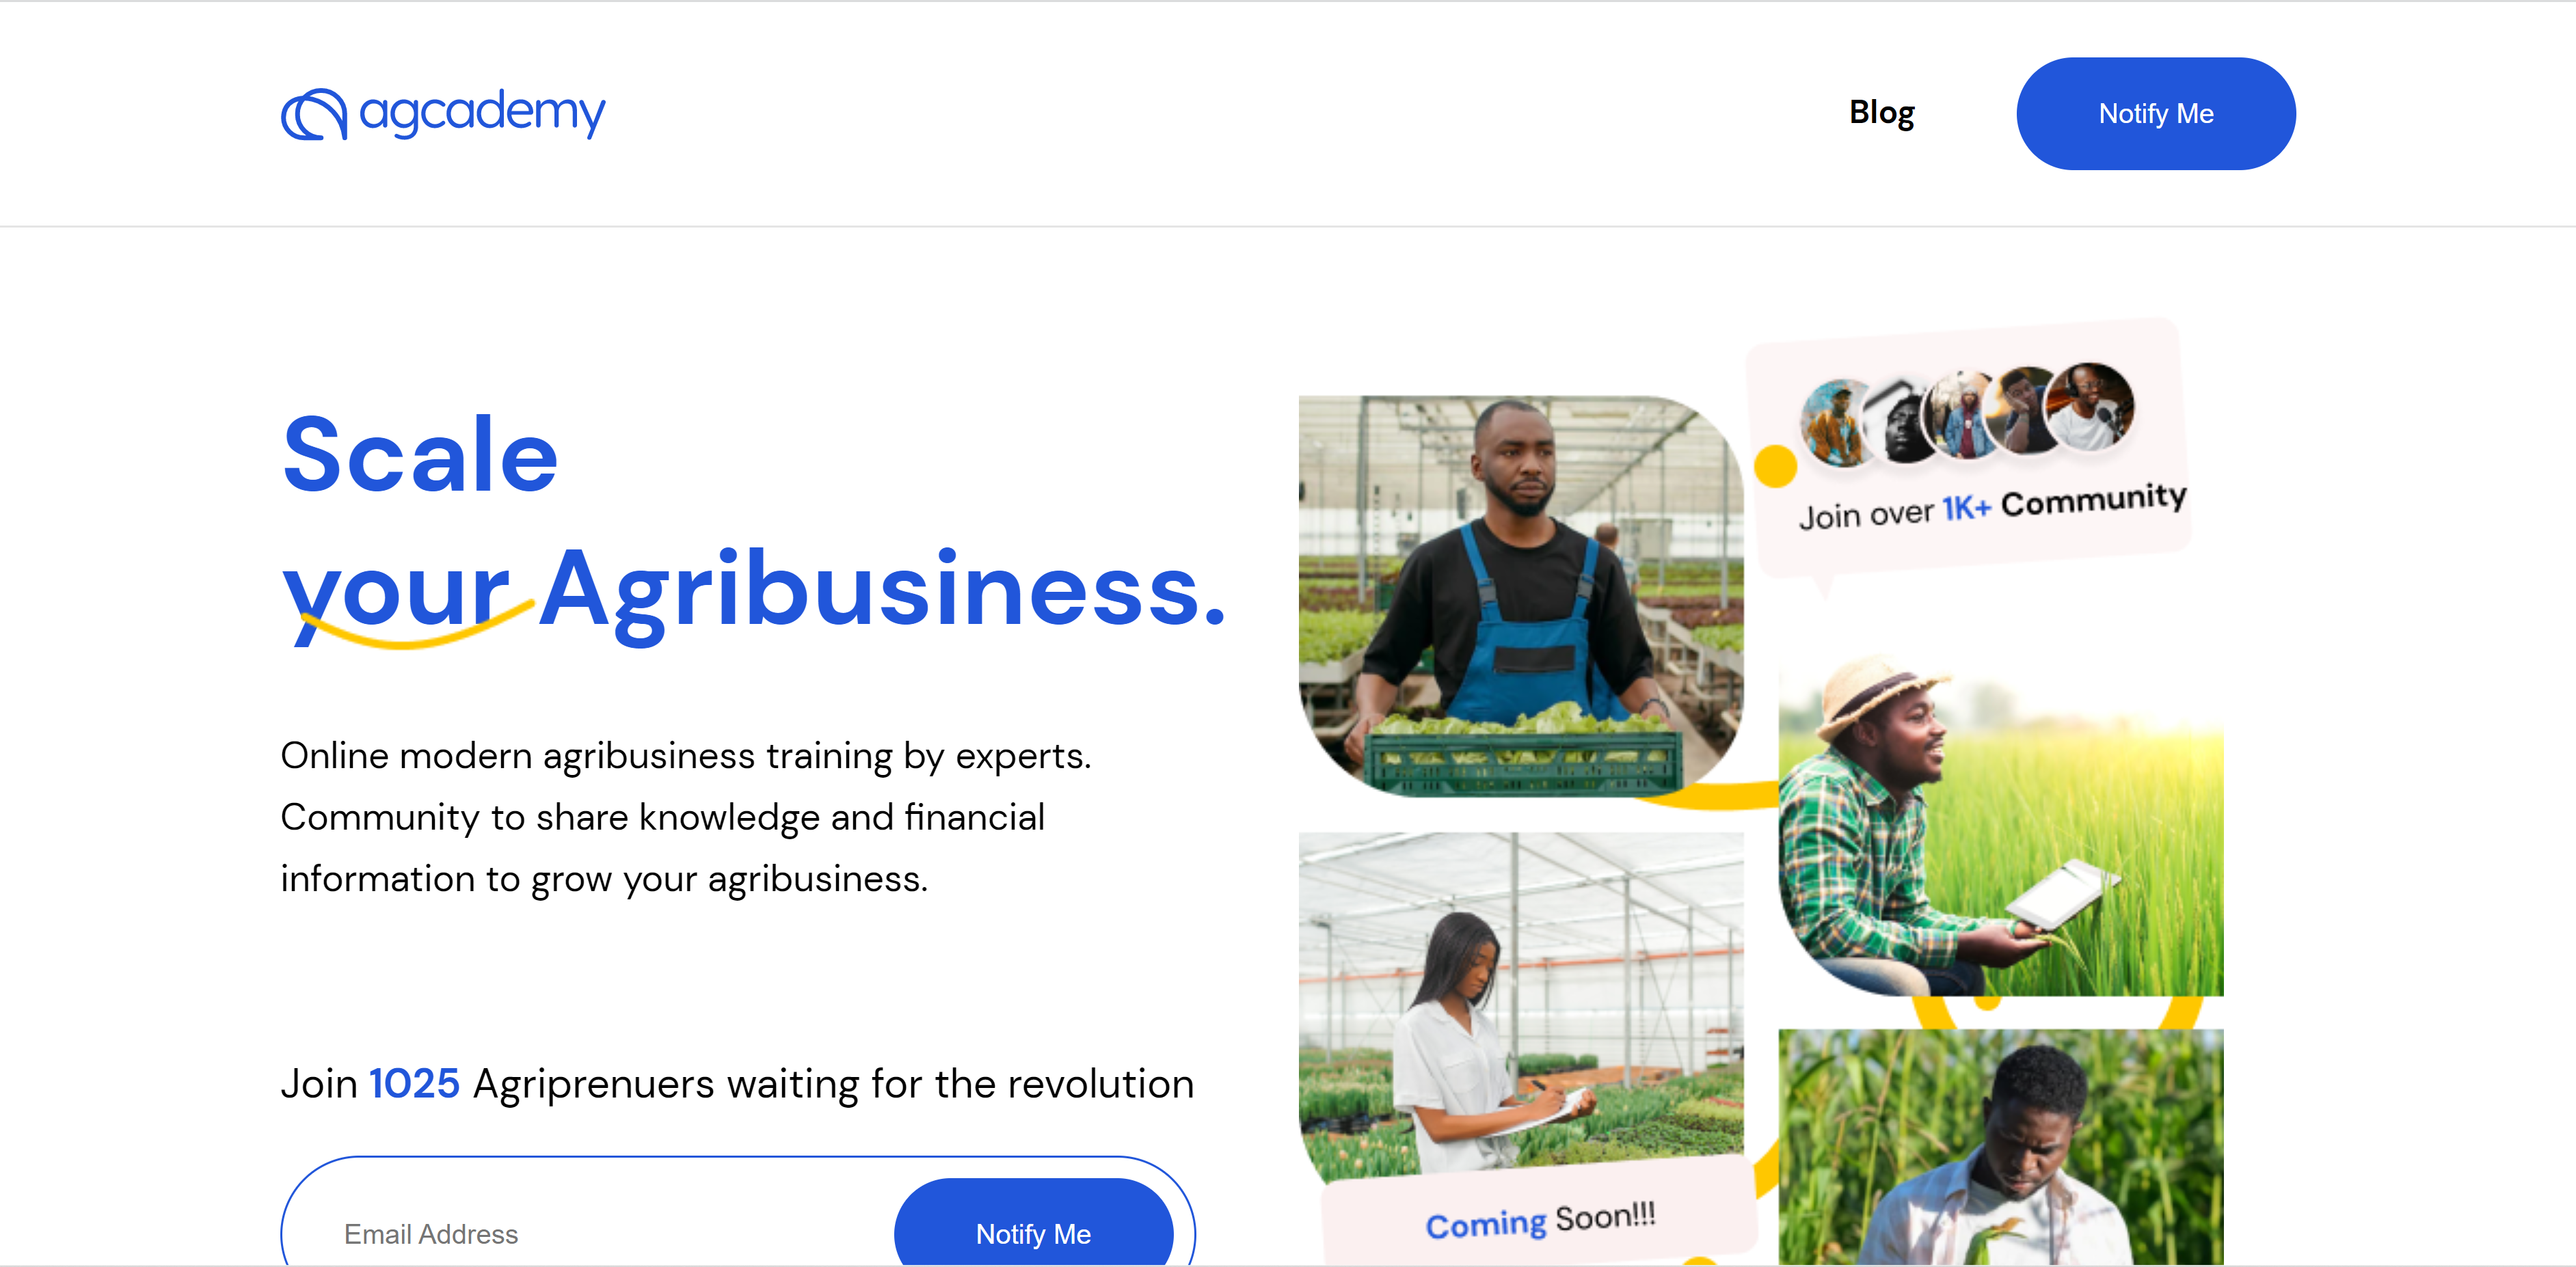 agcademy
Blog
Notify Me
Scale
your Agribusiness.
Online modern agribusiness training by experts.
Community to share knowledge and financial
information to grow your agribusiness.
Join 1025 Agriprenuers waiting for the revolution
Email Address
Notify Me
Join over 1K+ Community
Coming Soon!!!